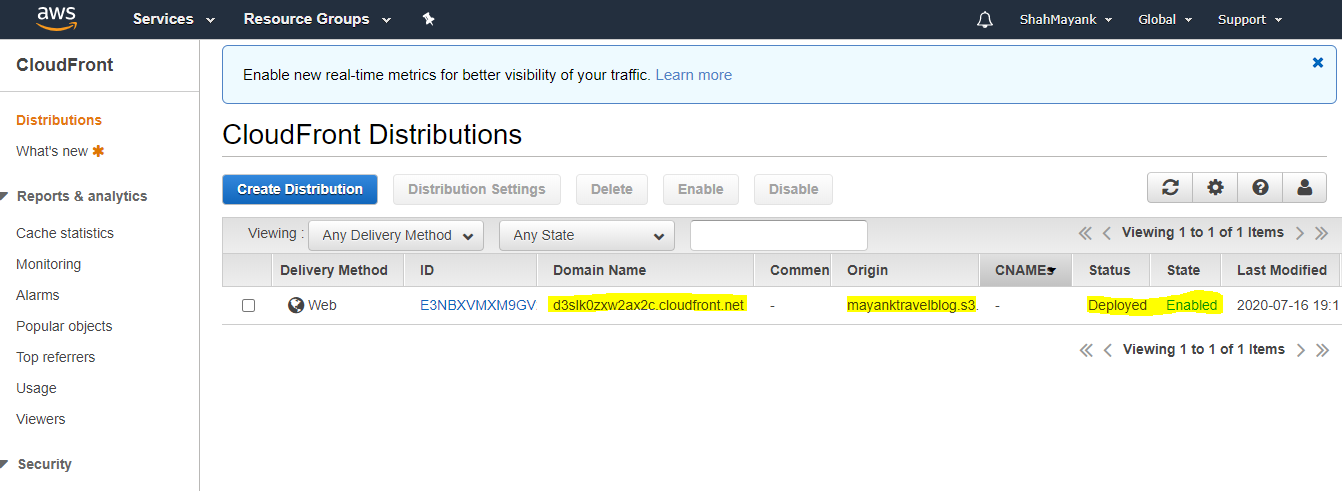 aws Services Resource Groups ShahMayank Global Support
CloudFront
Enable new real-time metrics for better visibility of your traffic. Learn more
Distributions
What's new
Reports & analytics
Cache statistics
Monitoring
Alarms
Popular objects
Top referrers
Usage
Viewers
Security
CloudFront Distributions
Create Distribution Distribution Settings Delete Enable Disable
Viewing : Any Delivery Method Any State Viewing 1 to 1 of 1 Items
Delivery Method ID Domain Name Commen Origin CNAMEs Status State Last Modified
Web E3NBXVMXM9GV. d3slk0zxw2ax2c.cloudfront.net - mayanktravelblog.s3. - Deployed Enabled 2020-07-16 19:1
Viewing 1 to 1 of 1 Items